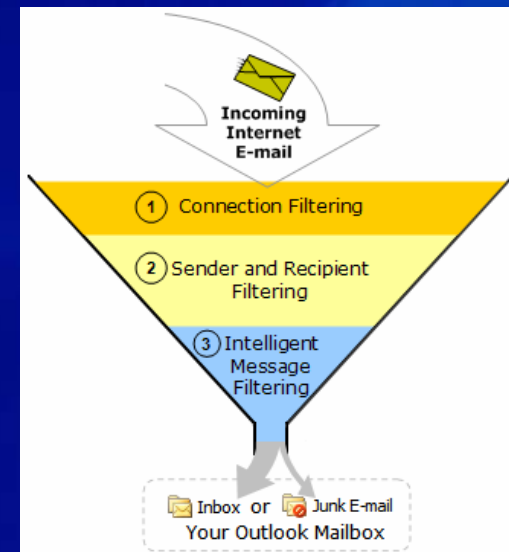 Incoming
Internet
E-mail
1 Connection Filtering
2 Sender and Recipient
Filtering
3 Intelligent
Message
Filtering
Inbox or Junk E-mail
Your Outlook Mailbox